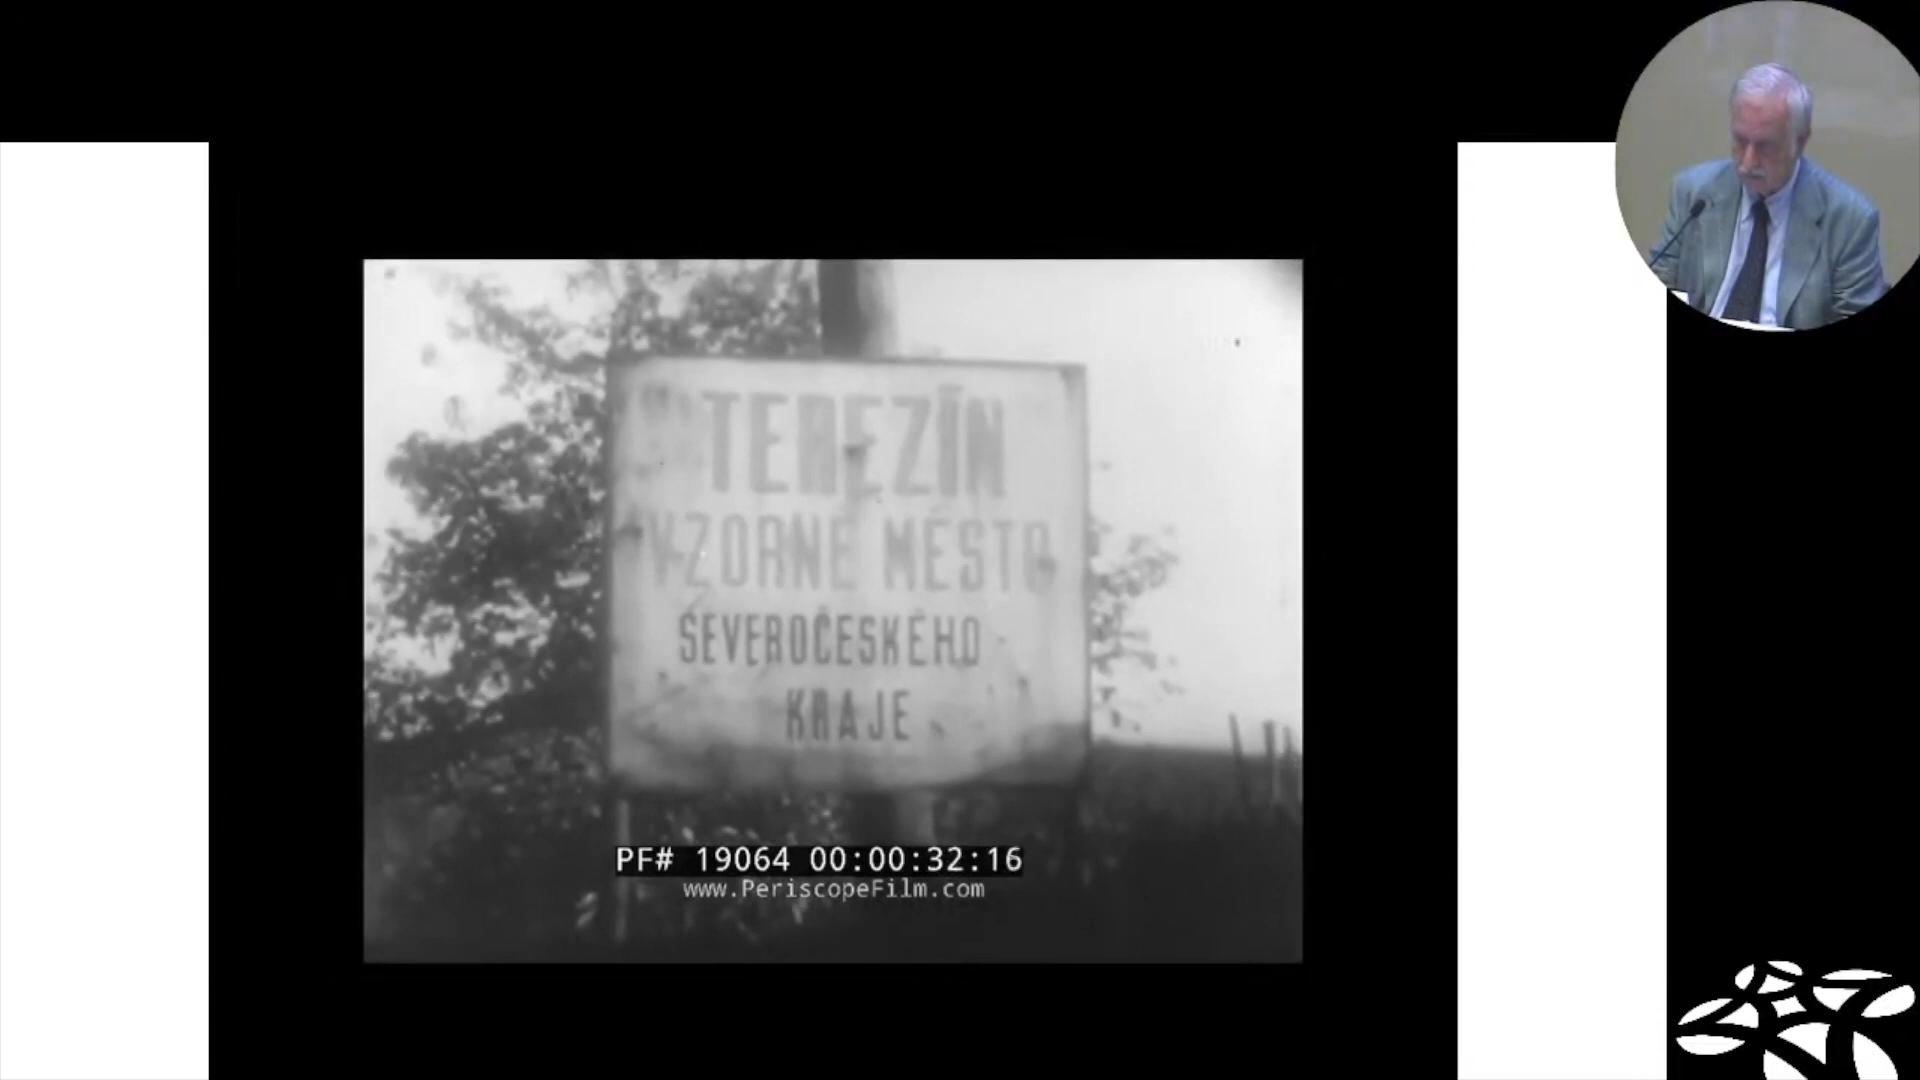 TEREZÍN
VZORNÉ MĚSTO
SEVEROČESKÉHO
KRAJE
PF# 19064 00:00:32:16
www.PeriscopeFilm.com